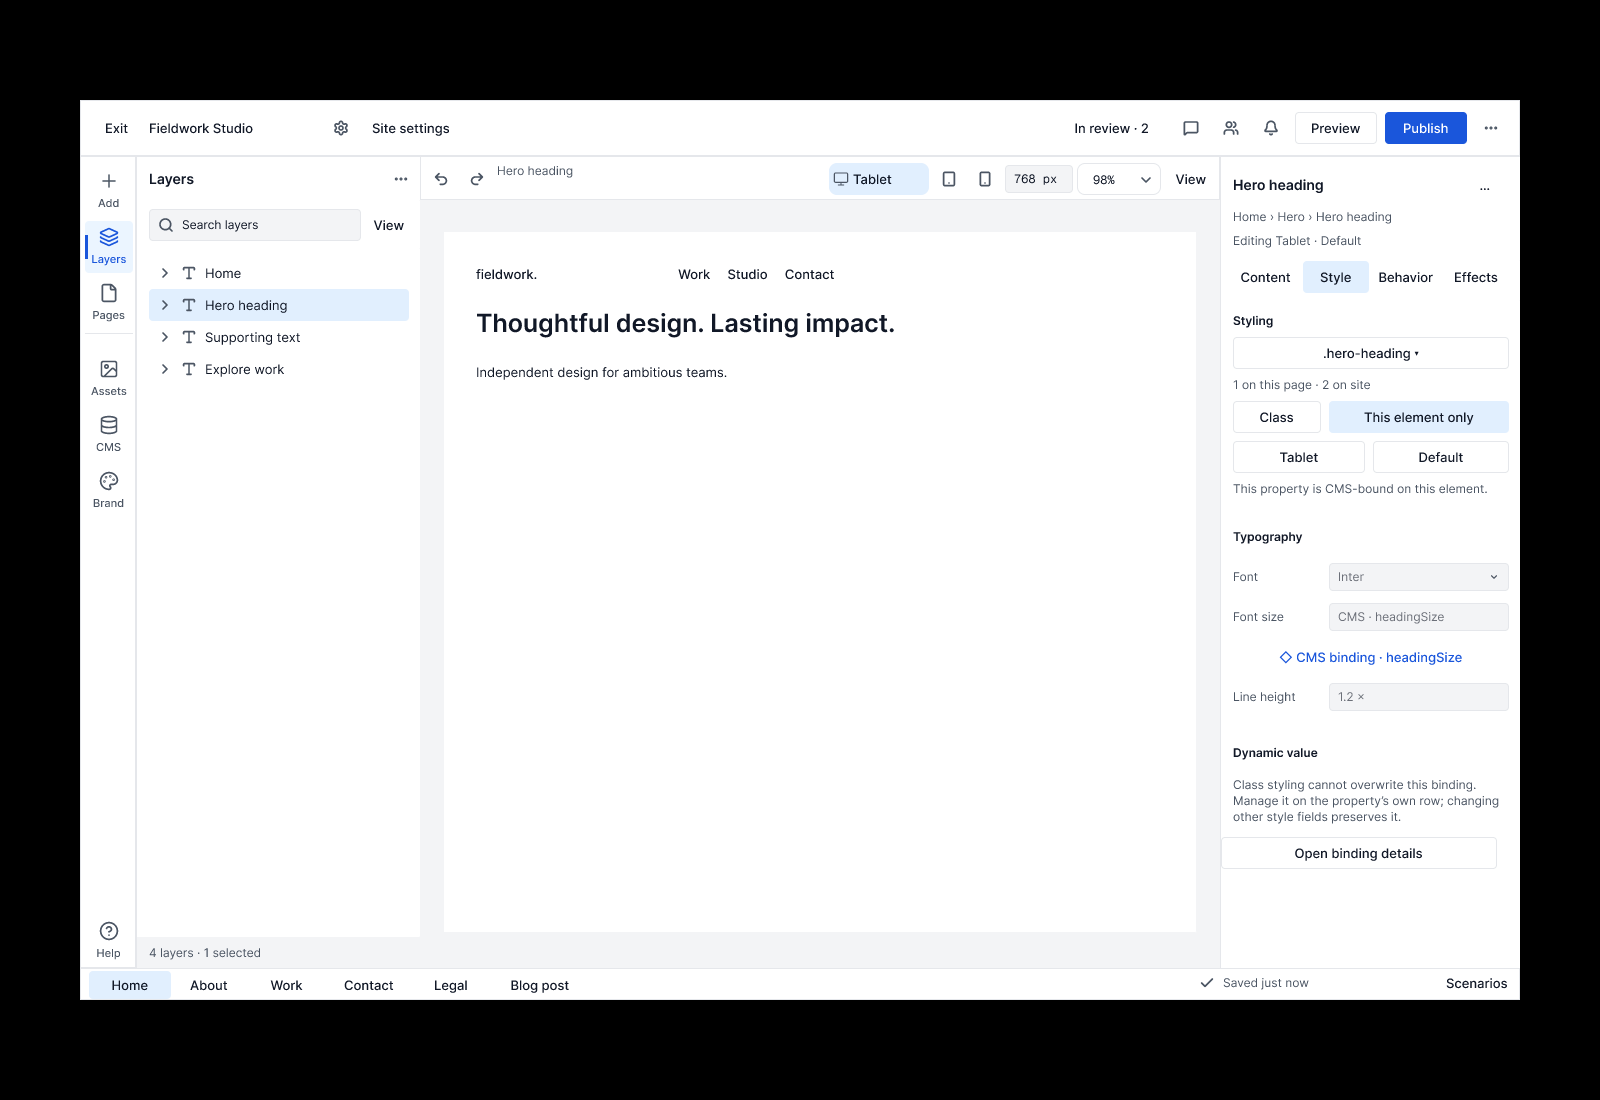 Exit Fieldwork Studio Site settings In review · 2 Preview Publish ···
Add
Layers
Pages
Assets
CMS
Brand
Help
Layers ···
Search layers View
Home
Hero heading
Supporting text
Explore work
4 layers · 1 selected
Hero heading Tablet 768 px 98% View
fieldwork. Work Studio Contact
Thoughtful design. Lasting impact.
Independent design for ambitious teams.
Hero heading ...
Home › Hero › Hero heading
Editing Tablet · Default
Content Style Behavior Effects
Styling
.hero-heading ▾
1 on this page · 2 on site
Class This element only
Tablet Default
This property is CMS-bound on this element.
Typography
Font Inter
Font size CMS · headingSize
◇ CMS binding · headingSize
Line height 1.2 ×
Dynamic value
Class styling cannot overwrite this binding.
Manage it on the property’s own row; changing
other style fields preserves it.
Open binding details
Home About Work Contact Legal Blog post Saved just now Scenarios